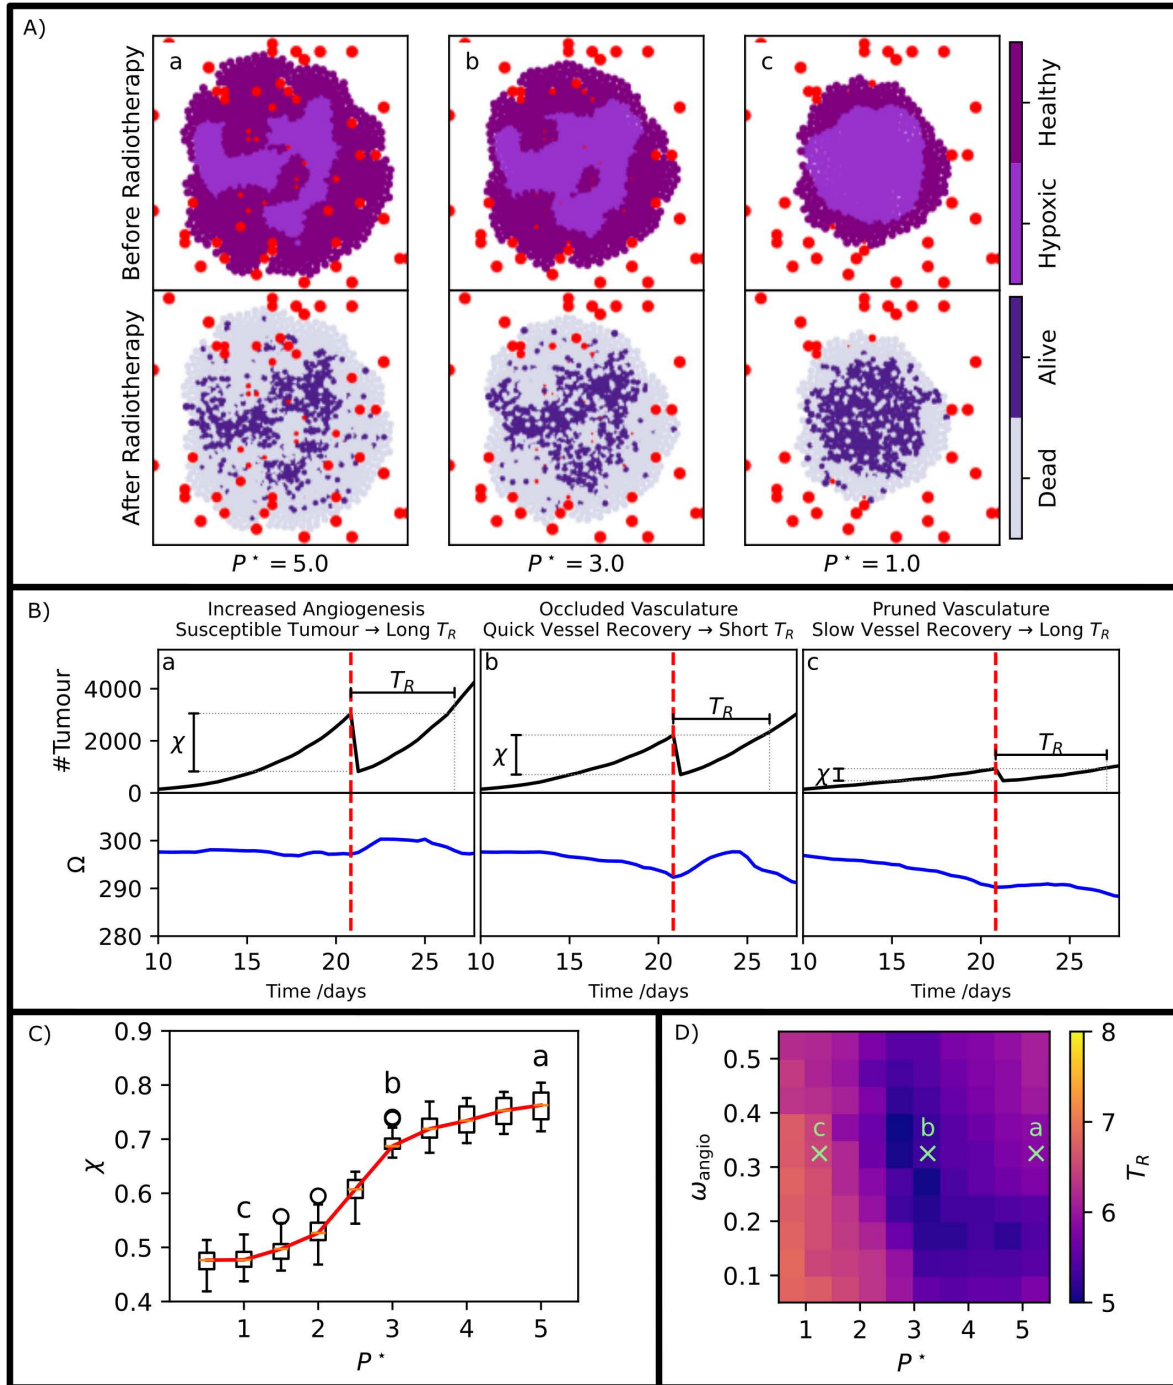 A)
a
b
c
Before Radiotherapy
Healthy
Hypoxic
After Radiotherapy
Alive
Dead
P* = 5.0
P* = 3.0
P* = 1.0
B)
Increased Angiogenesis
Susceptible Tumour → Long T_R
Occluded Vasculature
Quick Vessel Recovery → Short T_R
Pruned Vasculature
Slow Vessel Recovery → Long T_R
a
b
c
#Tumour
4000
2000
0
χ
T_R
χ
T_R
χ
T_R
Ω
300
290
280
10
15
20
25
10
15
20
25
10
15
20
25
Time /days
Time /days
Time /days
C)
0.9
0.8
0.7
0.6
0.5
0.4
χ
c
b
a
1
2
3
4
5
P*
D)
0.5
0.4
0.3
0.2
0.1
ω_angio
c
b
a
1
2
3
4
5
P*
8
7
6
5
T_R